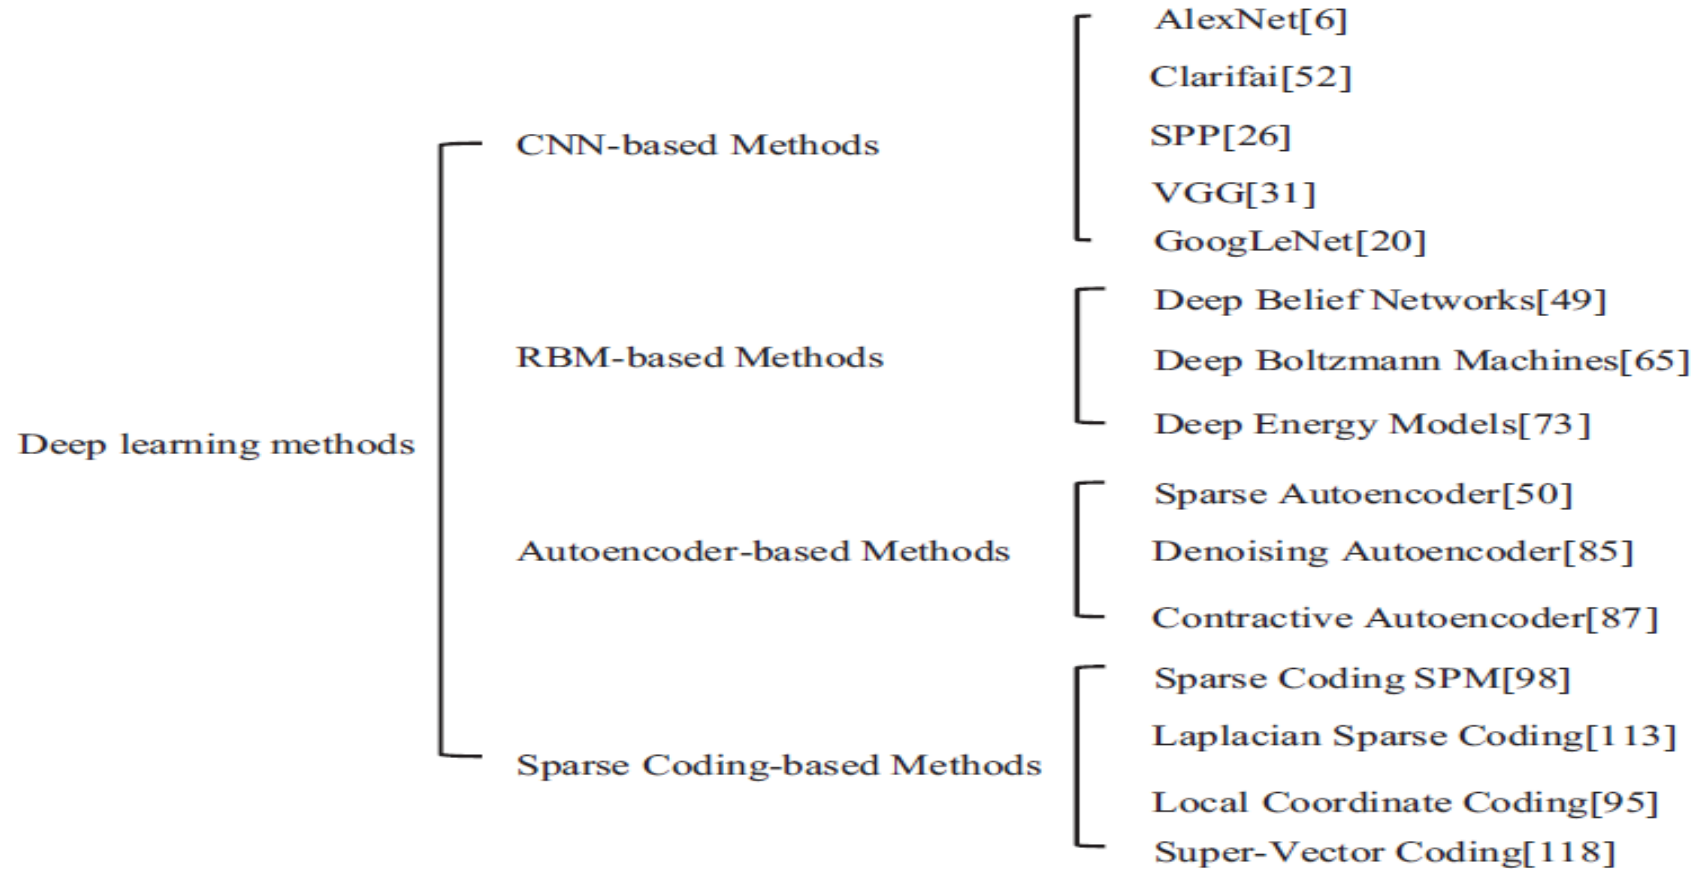 Deep learning methods
CNN-based Methods
AlexNet[6]
Clarifai[52]
SPP[26]
VGG[31]
GoogLeNet[20]
RBM-based Methods
Deep Belief Networks[49]
Deep Boltzmann Machines[65]
Deep Energy Models[73]
Autoencoder-based Methods
Sparse Autoencoder[50]
Denoising Autoencoder[85]
Contractive Autoencoder[87]
Sparse Coding-based Methods
Sparse Coding SPM[98]
Laplacian Sparse Coding[113]
Local Coordinate Coding[95]
Super-Vector Coding[118]